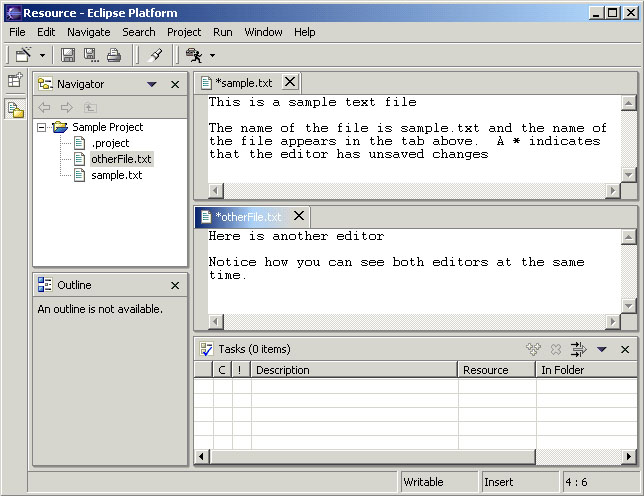 Resource - Eclipse Platform
File Edit Navigate Search Project Run Window Help
Navigator
Sample Project
.project
otherFile.txt
sample.txt
Outline
An outline is not available.
*sample.txt
This is a sample text file
The name of the file is sample.txt and the name of
the file appears in the tab above. A * indicates
that the editor has unsaved changes
*otherFile.txt
Here is another editor
Notice how you can see both editors at the same
time.
Tasks (0 items)
C ! Description Resource In Folder
Writable Insert 4 : 6